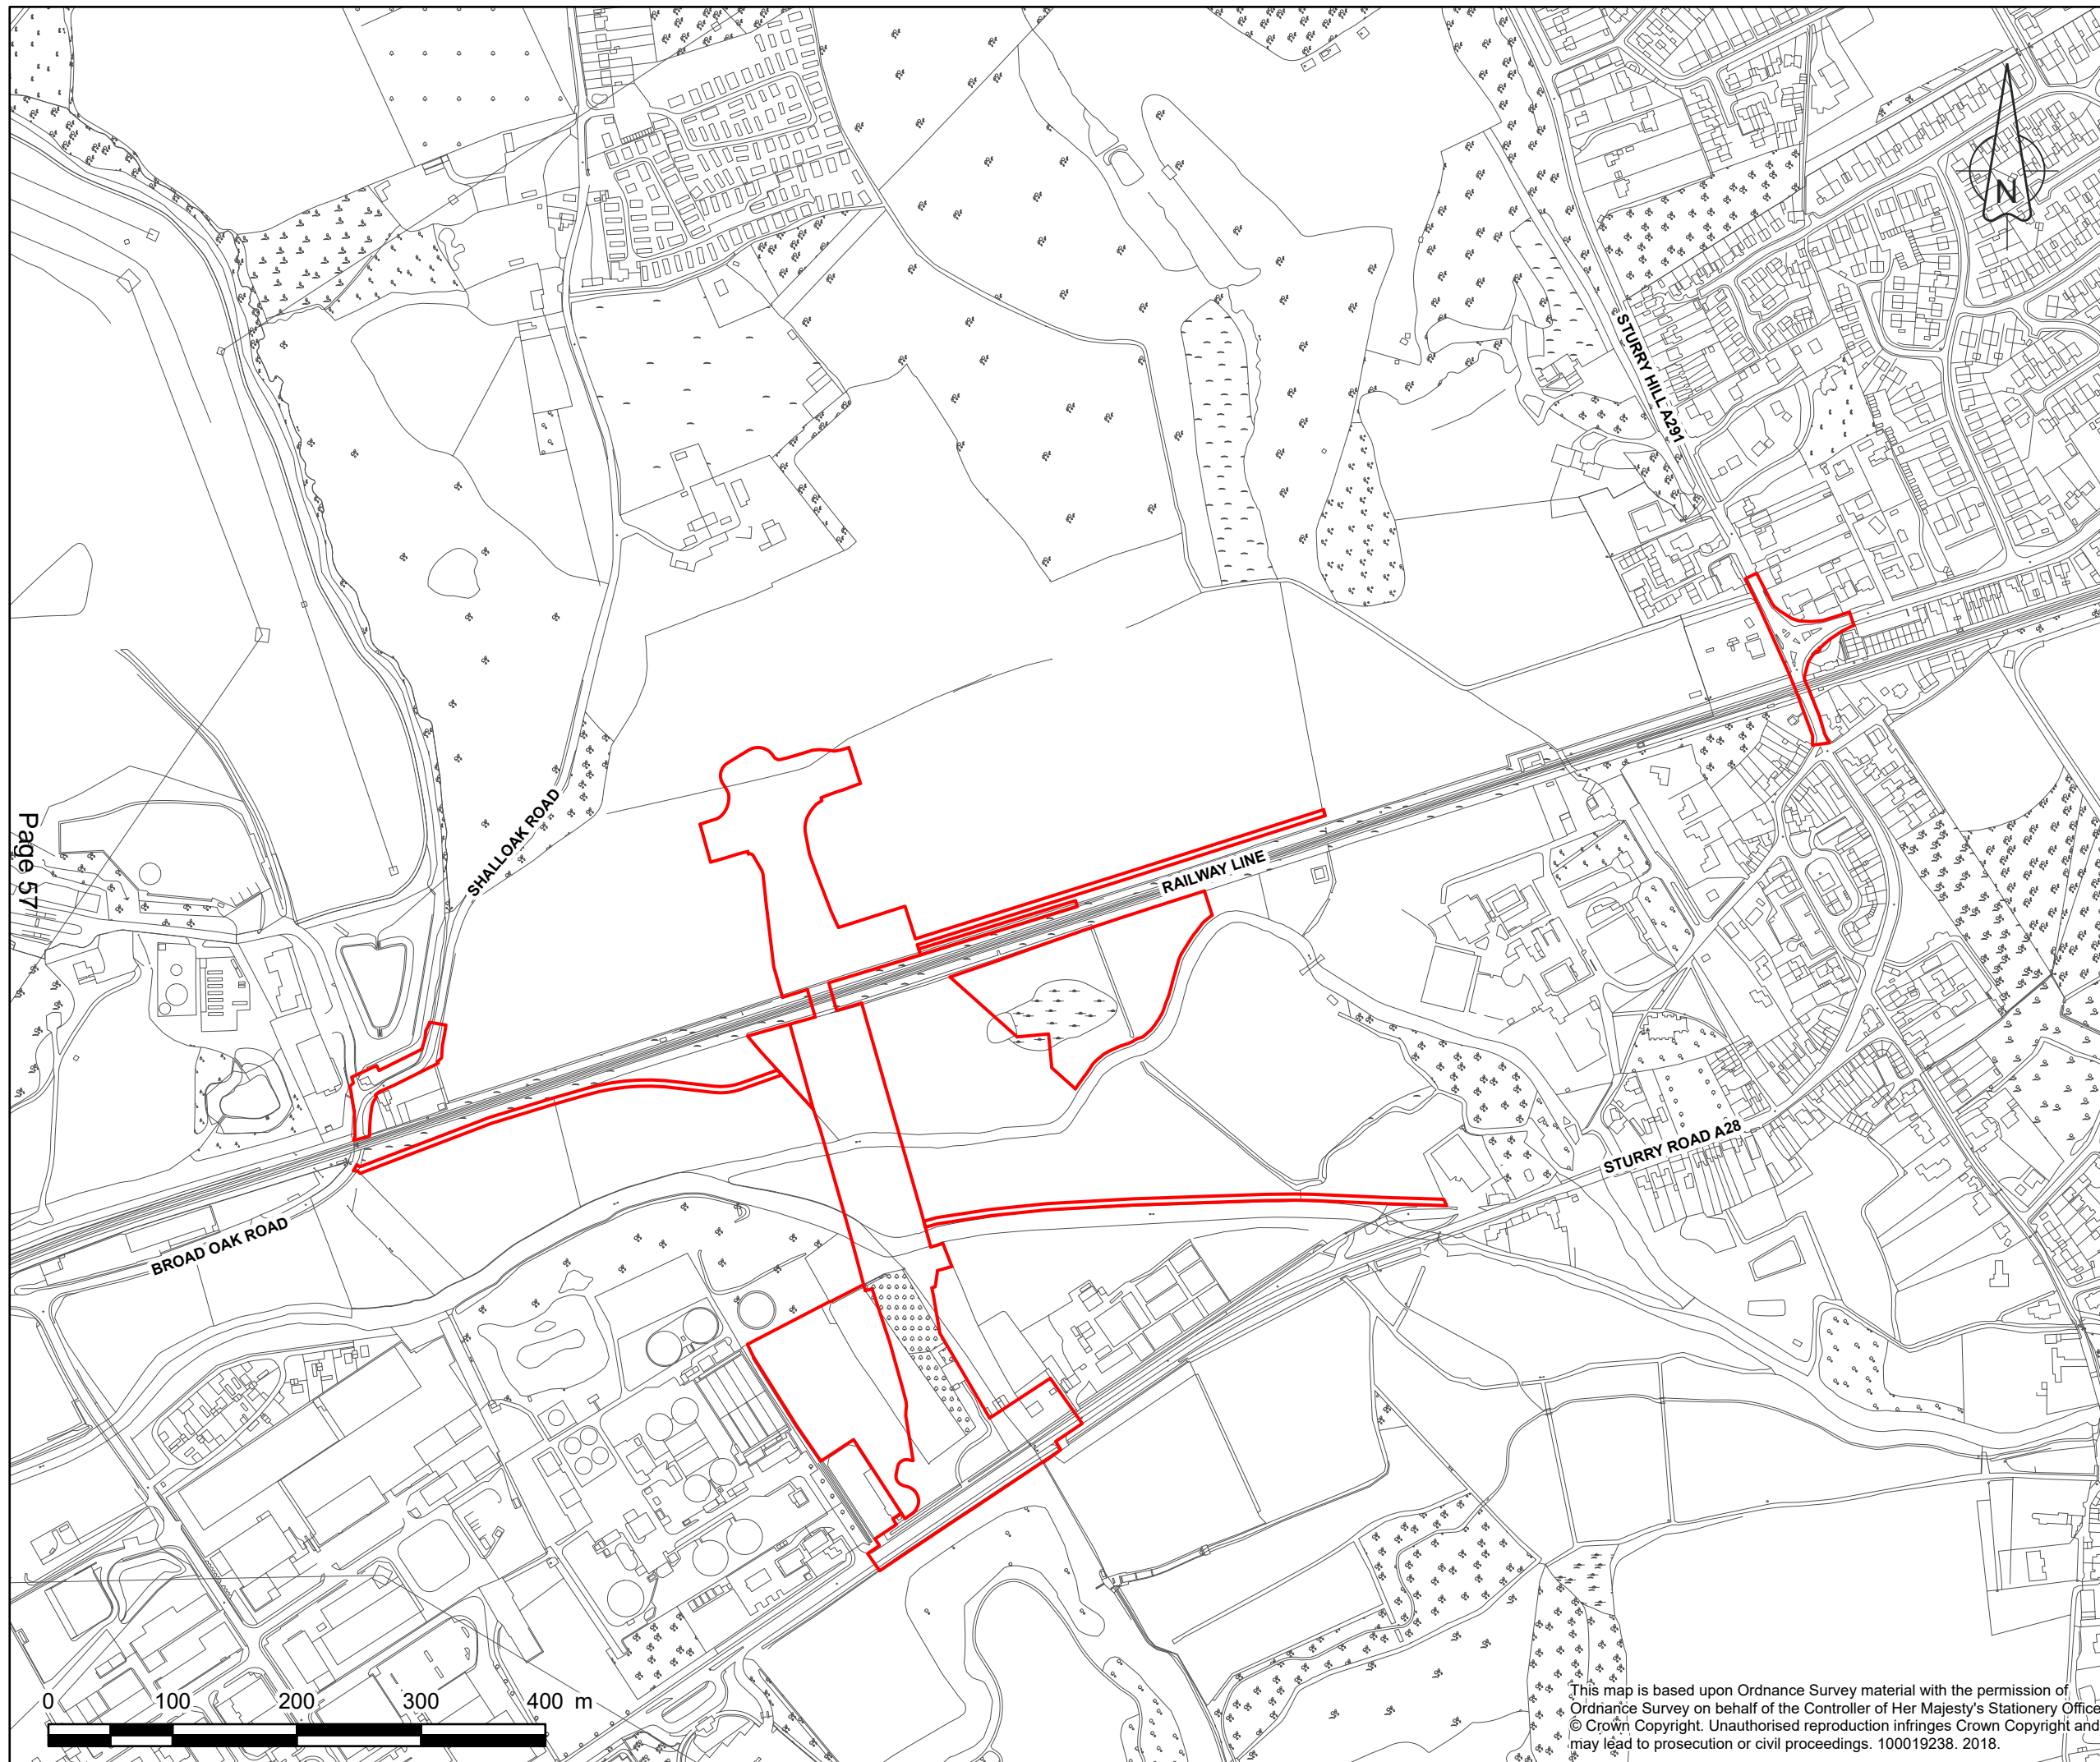 N
STURRY HILL A291
SHALLOAK ROAD
Page 57
RAILWAY LINE
STURRY ROAD A28
BROAD OAK ROAD
0 100 200 300 400 m
This map is based upon Ordnance Survey material with the permission of
Ordnance Survey on behalf of the Controller of Her Majesty's Stationery Office
© Crown Copyright. Unauthorised reproduction infringes Crown Copyright and
may lead to prosecution or civil proceedings. 100019238. 2018.